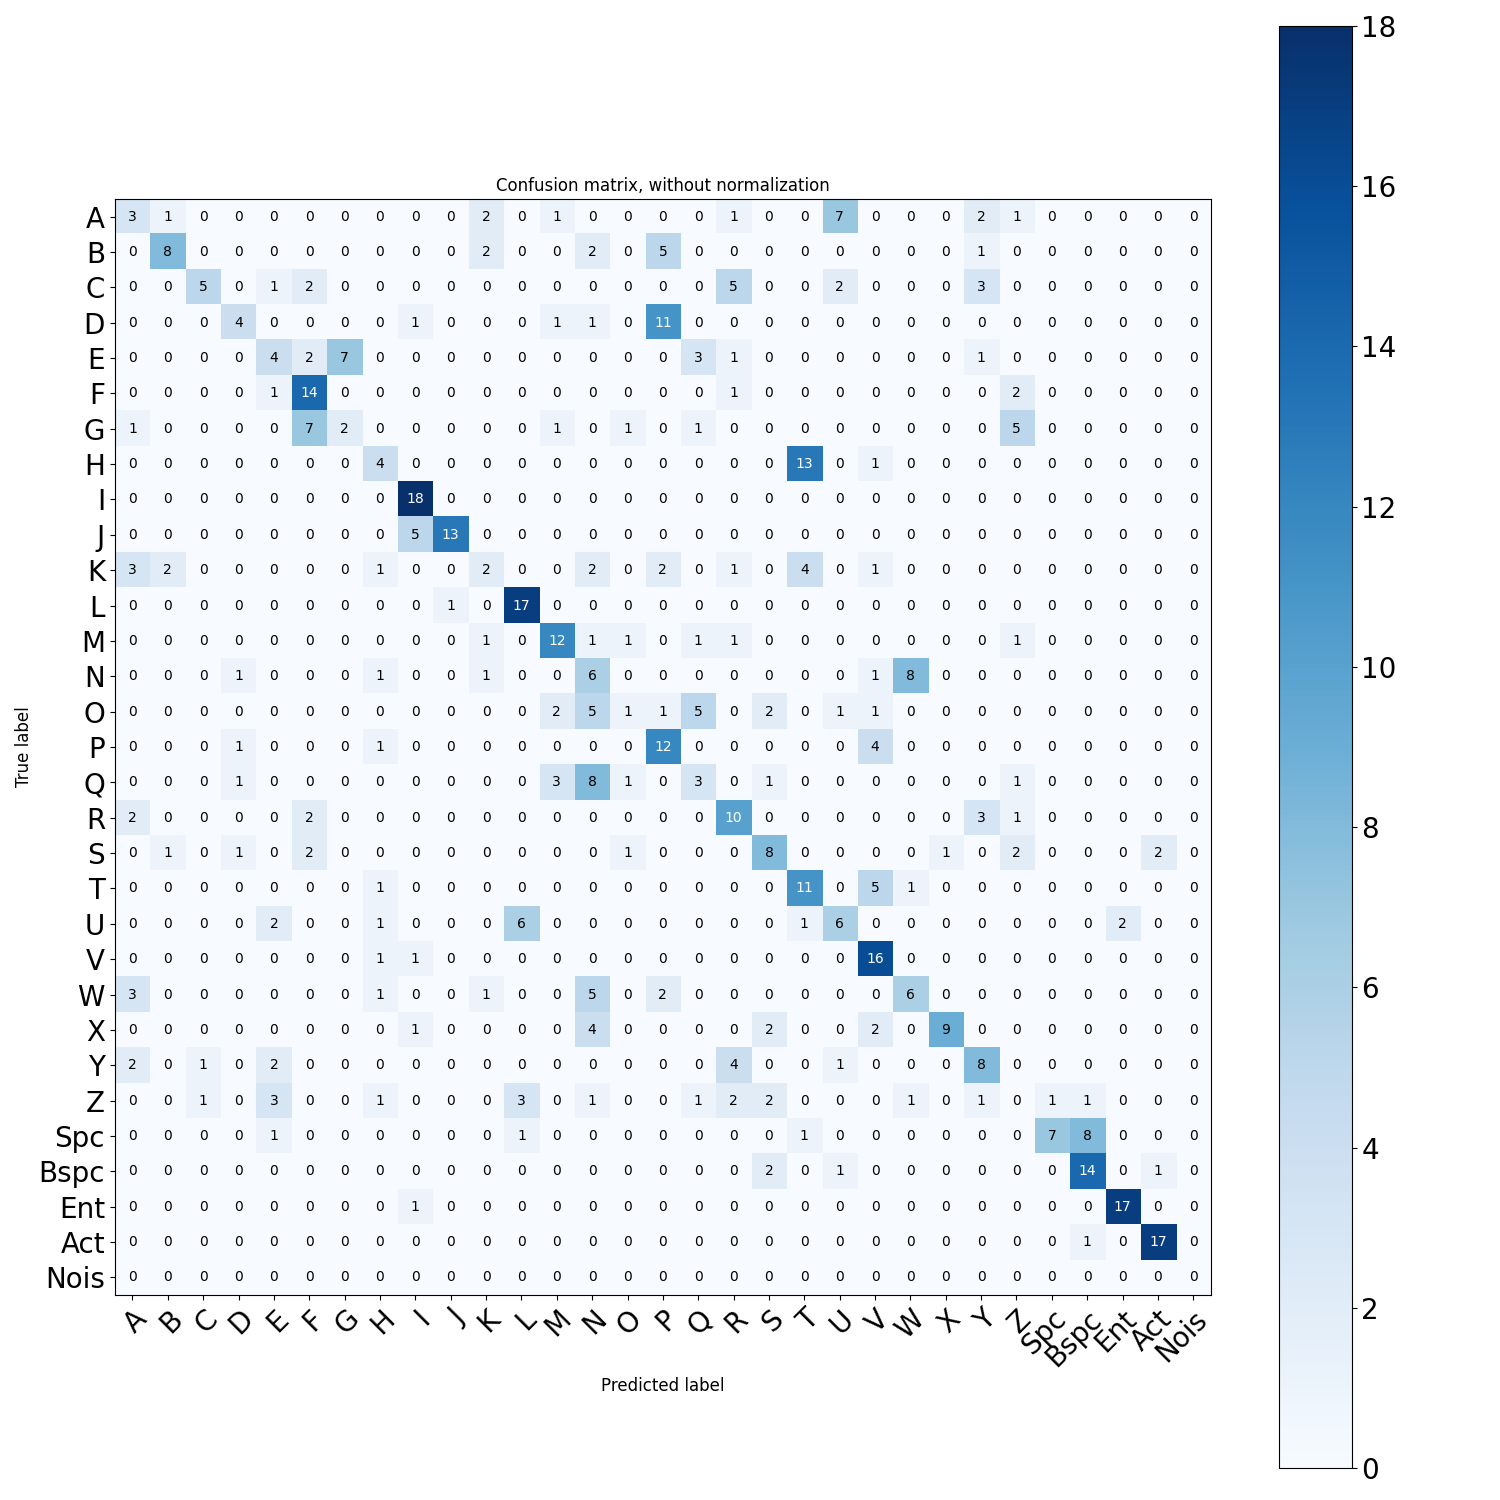 Confusion matrix, without normalization
A 3 1 0 0 0 0 0 0 0 0 2 0 1 0 0 0 0 1 0 0 7 0 0 0 2 1 0 0 0 0 0
B 0 8 0 0 0 0 0 0 0 0 2 0 0 2 0 5 0 0 0 0 0 0 0 0 1 0 0 0 0 0 0
C 0 0 5 0 1 2 0 0 0 0 0 0 0 0 0 0 0 5 0 0 2 0 0 0 3 0 0 0 0 0 0
D 0 0 0 4 0 0 0 0 1 0 0 0 1 1 0 11 0 0 0 0 0 0 0 0 0 0 0 0 0 0 0
E 0 0 0 0 4 2 7 0 0 0 0 0 0 0 0 0 3 1 0 0 0 0 0 0 1 0 0 0 0 0 0
F 0 0 0 0 1 14 0 0 0 0 0 0 0 0 0 0 0 1 0 0 0 0 0 0 0 2 0 0 0 0 0
G 1 0 0 0 0 7 2 0 0 0 0 0 1 0 1 0 1 0 0 0 0 0 0 0 0 5 0 0 0 0 0
H 0 0 0 0 0 0 0 4 0 0 0 0 0 0 0 0 0 0 0 13 0 1 0 0 0 0 0 0 0 0 0
I 0 0 0 0 0 0 0 0 18 0 0 0 0 0 0 0 0 0 0 0 0 0 0 0 0 0 0 0 0 0 0
J 0 0 0 0 0 0 0 0 5 13 0 0 0 0 0 0 0 0 0 0 0 0 0 0 0 0 0 0 0 0 0
K 3 2 0 0 0 0 0 1 0 0 2 0 0 2 0 2 0 1 0 4 0 1 0 0 0 0 0 0 0 0 0
L 0 0 0 0 0 0 0 0 0 1 0 17 0 0 0 0 0 0 0 0 0 0 0 0 0 0 0 0 0 0 0
M 0 0 0 0 0 0 0 0 0 0 1 0 12 1 1 0 1 1 0 0 0 0 0 0 0 1 0 0 0 0 0
N 0 0 0 1 0 0 0 1 0 0 1 0 0 6 0 0 0 0 0 0 0 1 8 0 0 0 0 0 0 0 0
O 0 0 0 0 0 0 0 0 0 0 0 0 2 5 1 1 5 0 2 0 1 1 0 0 0 0 0 0 0 0 0
P 0 0 0 1 0 0 0 1 0 0 0 0 0 0 0 12 0 0 0 0 0 4 0 0 0 0 0 0 0 0 0
Q 0 0 0 1 0 0 0 0 0 0 0 0 3 8 1 0 3 0 1 0 0 0 0 0 0 1 0 0 0 0 0
R 2 0 0 0 0 2 0 0 0 0 0 0 0 0 0 0 0 10 0 0 0 0 0 0 3 1 0 0 0 0 0
S 0 1 0 1 0 2 0 0 0 0 0 0 0 0 1 0 0 0 8 0 0 0 0 1 0 2 0 0 0 2 0
T 0 0 0 0 0 0 0 1 0 0 0 0 0 0 0 0 0 0 0 11 0 5 1 0 0 0 0 0 0 0 0
U 0 0 0 0 2 0 0 1 0 0 0 6 0 0 0 0 0 0 0 1 6 0 0 0 0 0 0 0 2 0 0
V 0 0 0 0 0 0 0 1 1 0 0 0 0 0 0 0 0 0 0 0 0 16 0 0 0 0 0 0 0 0 0
W 3 0 0 0 0 0 0 1 0 0 1 0 0 5 0 2 0 0 0 0 0 0 6 0 0 0 0 0 0 0 0
X 0 0 0 0 0 0 0 0 1 0 0 0 0 4 0 0 0 0 2 0 0 2 0 9 0 0 0 0 0 0 0
Y 2 0 1 0 2 0 0 0 0 0 0 0 0 0 0 0 0 4 0 0 1 0 0 0 8 0 0 0 0 0 0
Z 0 0 1 0 3 0 0 1 0 0 0 3 0 1 0 0 1 2 2 0 0 0 1 0 1 0 1 1 0 0 0
Spc 0 0 0 0 1 0 0 0 0 0 0 1 0 0 0 0 0 0 0 1 0 0 0 0 0 0 7 8 0 0 0
Bspc 0 0 0 0 0 0 0 0 0 0 0 0 0 0 0 0 0 0 2 0 1 0 0 0 0 0 0 14 0 1 0
Ent 0 0 0 0 0 0 0 0 1 0 0 0 0 0 0 0 0 0 0 0 0 0 0 0 0 0 0 0 17 0 0
Act 0 0 0 0 0 0 0 0 0 0 0 0 0 0 0 0 0 0 0 0 0 0 0 0 0 0 0 1 0 17 0
Nois 0 0 0 0 0 0 0 0 0 0 0 0 0 0 0 0 0 0 0 0 0 0 0 0 0 0 0 0 0 0 0
A B C D E F G H I J K L M N O P Q R S T U V W X Y Z Spc Bspc Ent Act Nois
Predicted label
True label
18
16
14
12
10
8
6
4
2
0